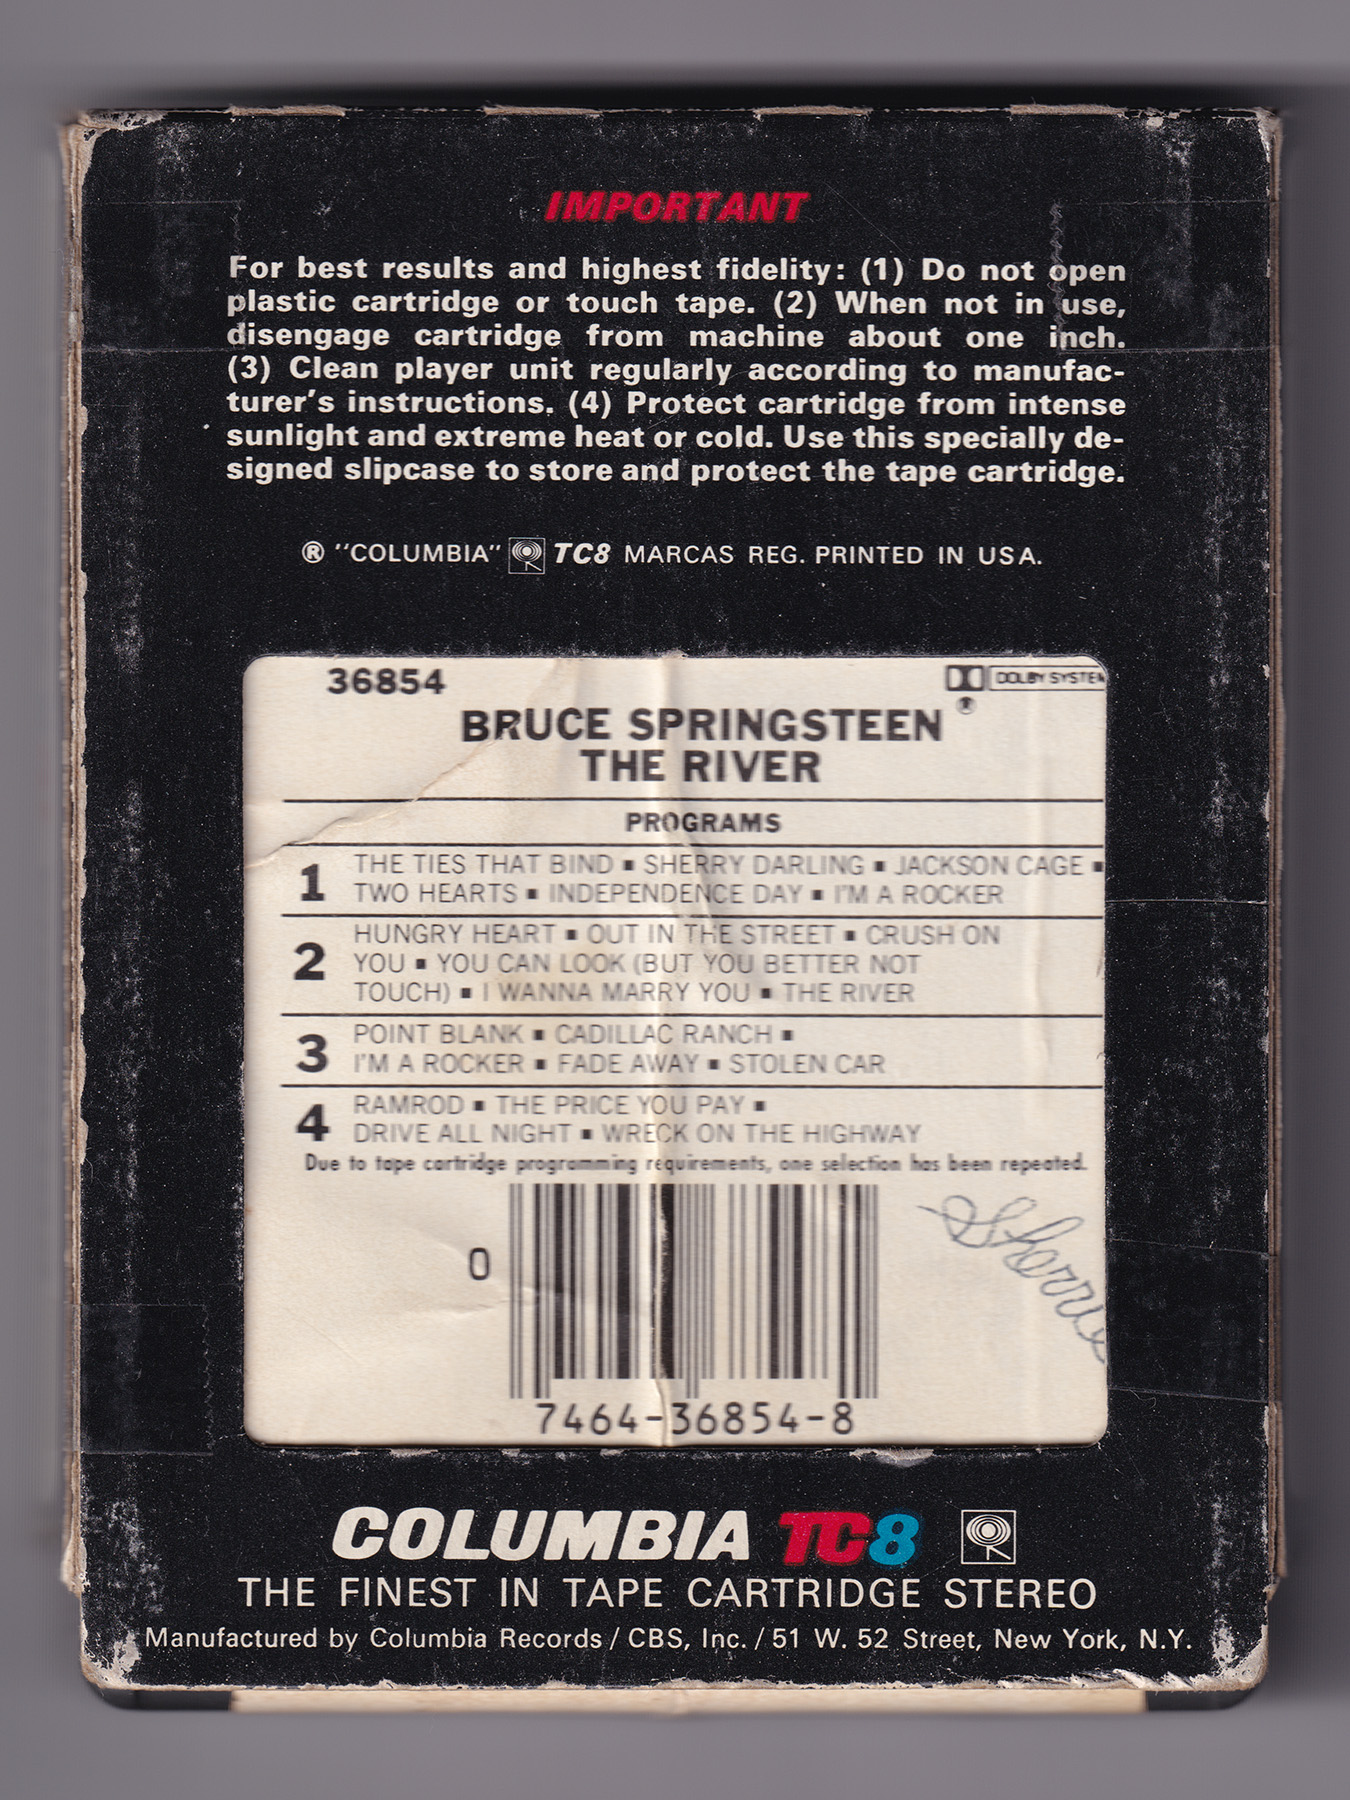 IMPORTANT
For best results and highest fidelity: (1) Do not open
plastic cartridge or touch tape. (2) When not in use,
disengage cartridge from machine about one inch.
(3) Clean player unit regularly according to manufac-
turer's instructions. (4) Protect cartridge from intense
sunlight and extreme heat or cold. Use this specially de-
signed slipcase to store and protect the tape cartridge.
® "COLUMBIA" TC8 MARCAS REG. PRINTED IN USA.
36854
DOLBY SYSTEM
®
BRUCE SPRINGSTEEN
THE RIVER
PROGRAMS
1 THE TIES THAT BIND ▪ SHERRY DARLING ▪ JACKSON CAGE ▪
TWO HEARTS ▪ INDEPENDENCE DAY ▪ I'M A ROCKER
2 HUNGRY HEART ▪ OUT IN THE STREET ▪ CRUSH ON
YOU ▪ YOU CAN LOOK (BUT YOU BETTER NOT
TOUCH) ▪ I WANNA MARRY YOU ▪ THE RIVER
3 POINT BLANK ▪ CADILLAC RANCH ▪
I'M A ROCKER ▪ FADE AWAY ▪ STOLEN CAR
4 RAMROD ▪ THE PRICE YOU PAY ▪
DRIVE ALL NIGHT ▪ WRECK ON THE HIGHWAY
Due to tape cartridge programming requirements, one selection has been repeated.
Sherrie
0
7464-36854-8
COLUMBIA TC8
THE FINEST IN TAPE CARTRIDGE STEREO
Manufactured by Columbia Records / CBS, Inc. / 51 W. 52 Street, New York, N.Y.